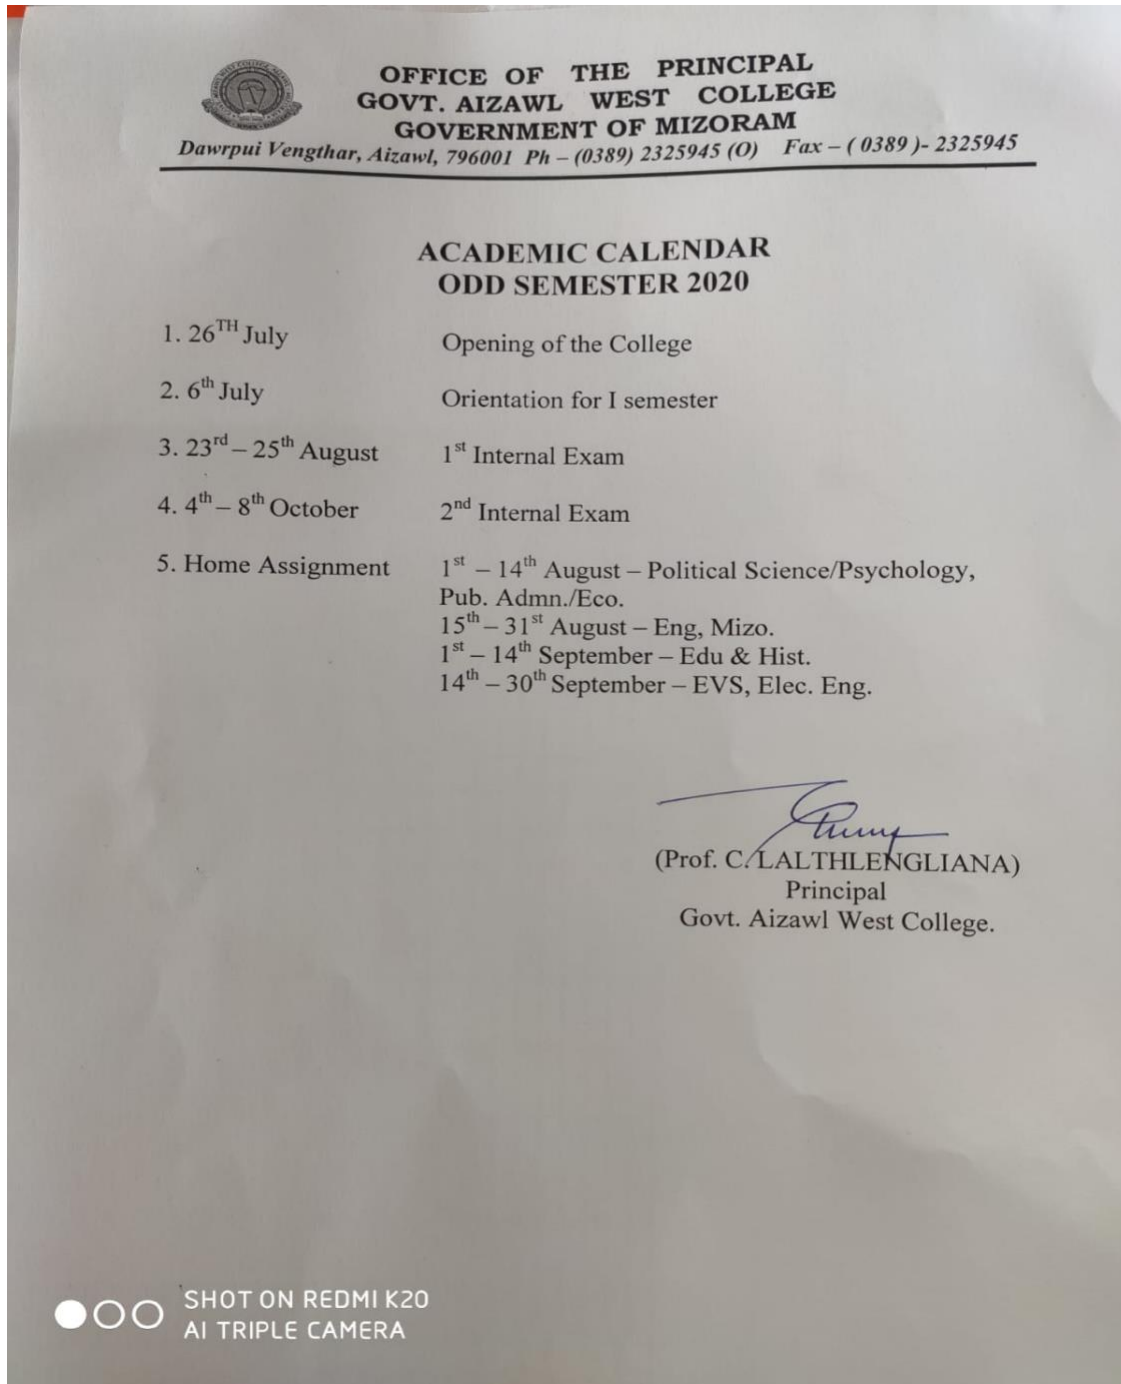 OFFICE OF THE PRINCIPAL
GOVT. AIZAWL WEST COLLEGE
GOVERNMENT OF MIZORAM
Dawrpui Vengthar, Aizawl, 796001 Ph – (0389) 2325945 (O) Fax – ( 0389 )- 2325945
ACADEMIC CALENDAR
ODD SEMESTER 2020
1. 26TH July Opening of the College
2. 6th July Orientation for I semester
3. 23rd – 25th August 1st Internal Exam
4. 4th – 8th October 2nd Internal Exam
5. Home Assignment 1st – 14th August – Political Science/Psychology,
Pub. Admn./Eco.
15th – 31st August – Eng, Mizo.
1st – 14th September – Edu & Hist.
14th – 30th September – EVS, Elec. Eng.
(Prof. C. LALTHLENGLIANA)
Principal
Govt. Aizawl West College.
SHOT ON REDMI K20
AI TRIPLE CAMERA